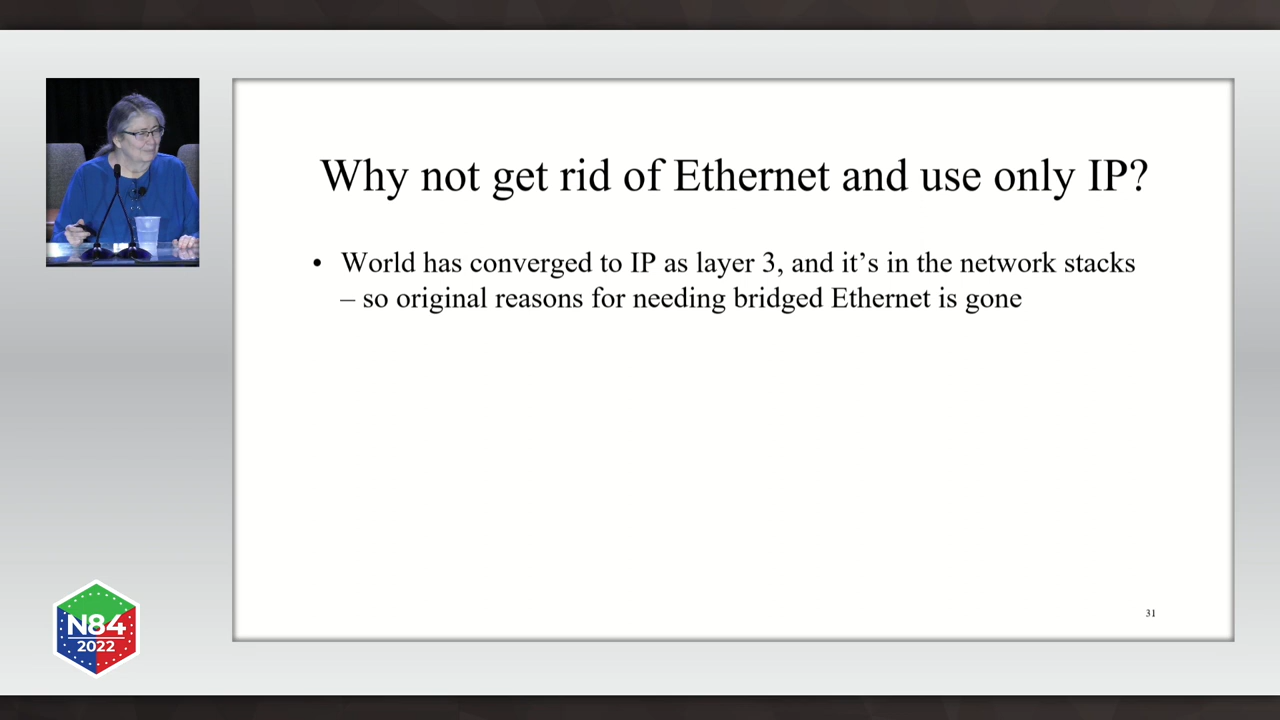 Why not get rid of Ethernet and use only IP?
• World has converged to IP as layer 3, and it’s in the network stacks
– so original reasons for needing bridged Ethernet is gone
31
N84
2022